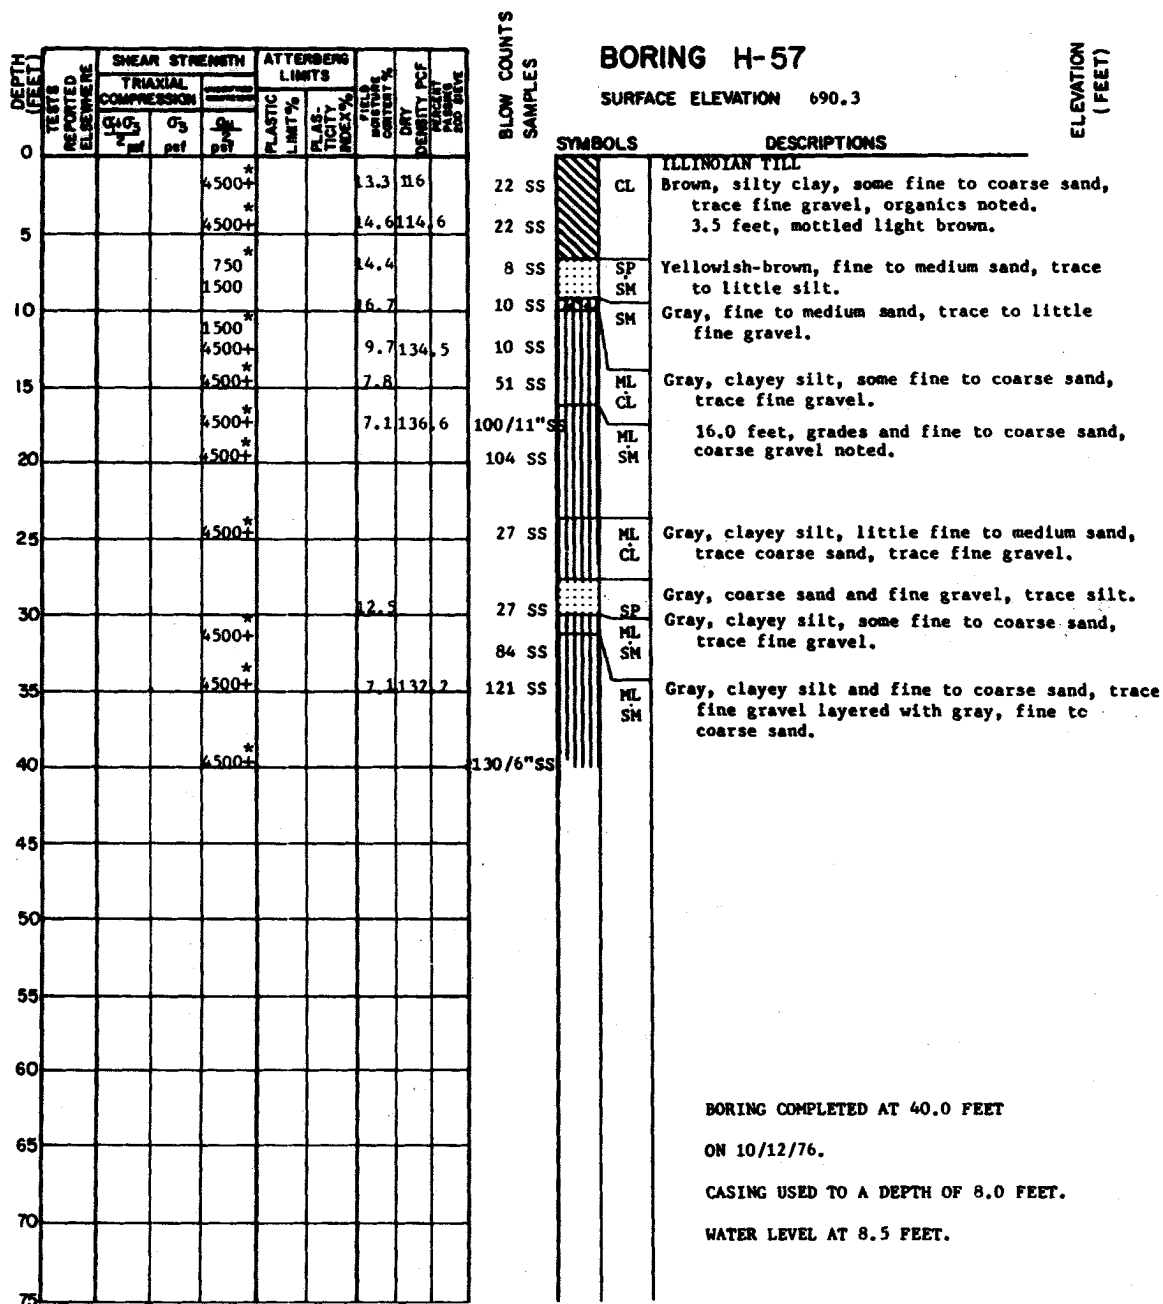 BORING H-57
SURFACE ELEVATION 690.3
DEPTH (FEET)
TESTS REPORTED ELSEWHERE
SHEAR STRENGTH
TRIAXIAL COMPRESSION
σ3
psf
psf
ATTERBERG LIMITS
PLASTIC LIMIT %
PLAS-TICITY INDEX %
FIELD MOISTURE CONTENT %
DRY DENSITY PCF
PERCENT PASSING 200 SIEVE
BLOW COUNTS
SAMPLES
SYMBOLS
DESCRIPTIONS
ELEVATION (FEET)
0
ILLINOIAN TILL
4500+* 13.3 116 22 SS CL Brown, silty clay, some fine to coarse sand,
trace fine gravel, organics noted.
4500+* 14.6 114.6 22 SS 3.5 feet, mottled light brown.
5
750* 14.4 8 SS SP Yellowish-brown, fine to medium sand, trace
1500 SM to little silt.
10 16.7 10 SS
SM Gray, fine to medium sand, trace to little
fine gravel.
1500*
4500+ 9.7 134.5 10 SS
15 4500+* 7.8 51 SS ML Gray, clayey silt, some fine to coarse sand,
CL trace fine gravel.
4500+* 7.1 136.6 100/11"SS ML 16.0 feet, grades and fine to coarse sand,
20 4500+* 104 SS SM coarse gravel noted.
25 4500+* 27 SS ML Gray, clayey silt, little fine to medium sand,
CL trace coarse sand, trace fine gravel.
Gray, coarse sand and fine gravel, trace silt.
30 12.5 27 SS SP
4500+* ML Gray, clayey silt, some fine to coarse sand,
84 SS SM trace fine gravel.
35 4500+* 7.1 137.2 121 SS ML Gray, clayey silt and fine to coarse sand, trace
SM fine gravel layered with gray, fine to
coarse sand.
40 4500+* 130/6"SS
45
50
55
60
BORING COMPLETED AT 40.0 FEET
65
ON 10/12/76.
CASING USED TO A DEPTH OF 8.0 FEET.
70
WATER LEVEL AT 8.5 FEET.
75